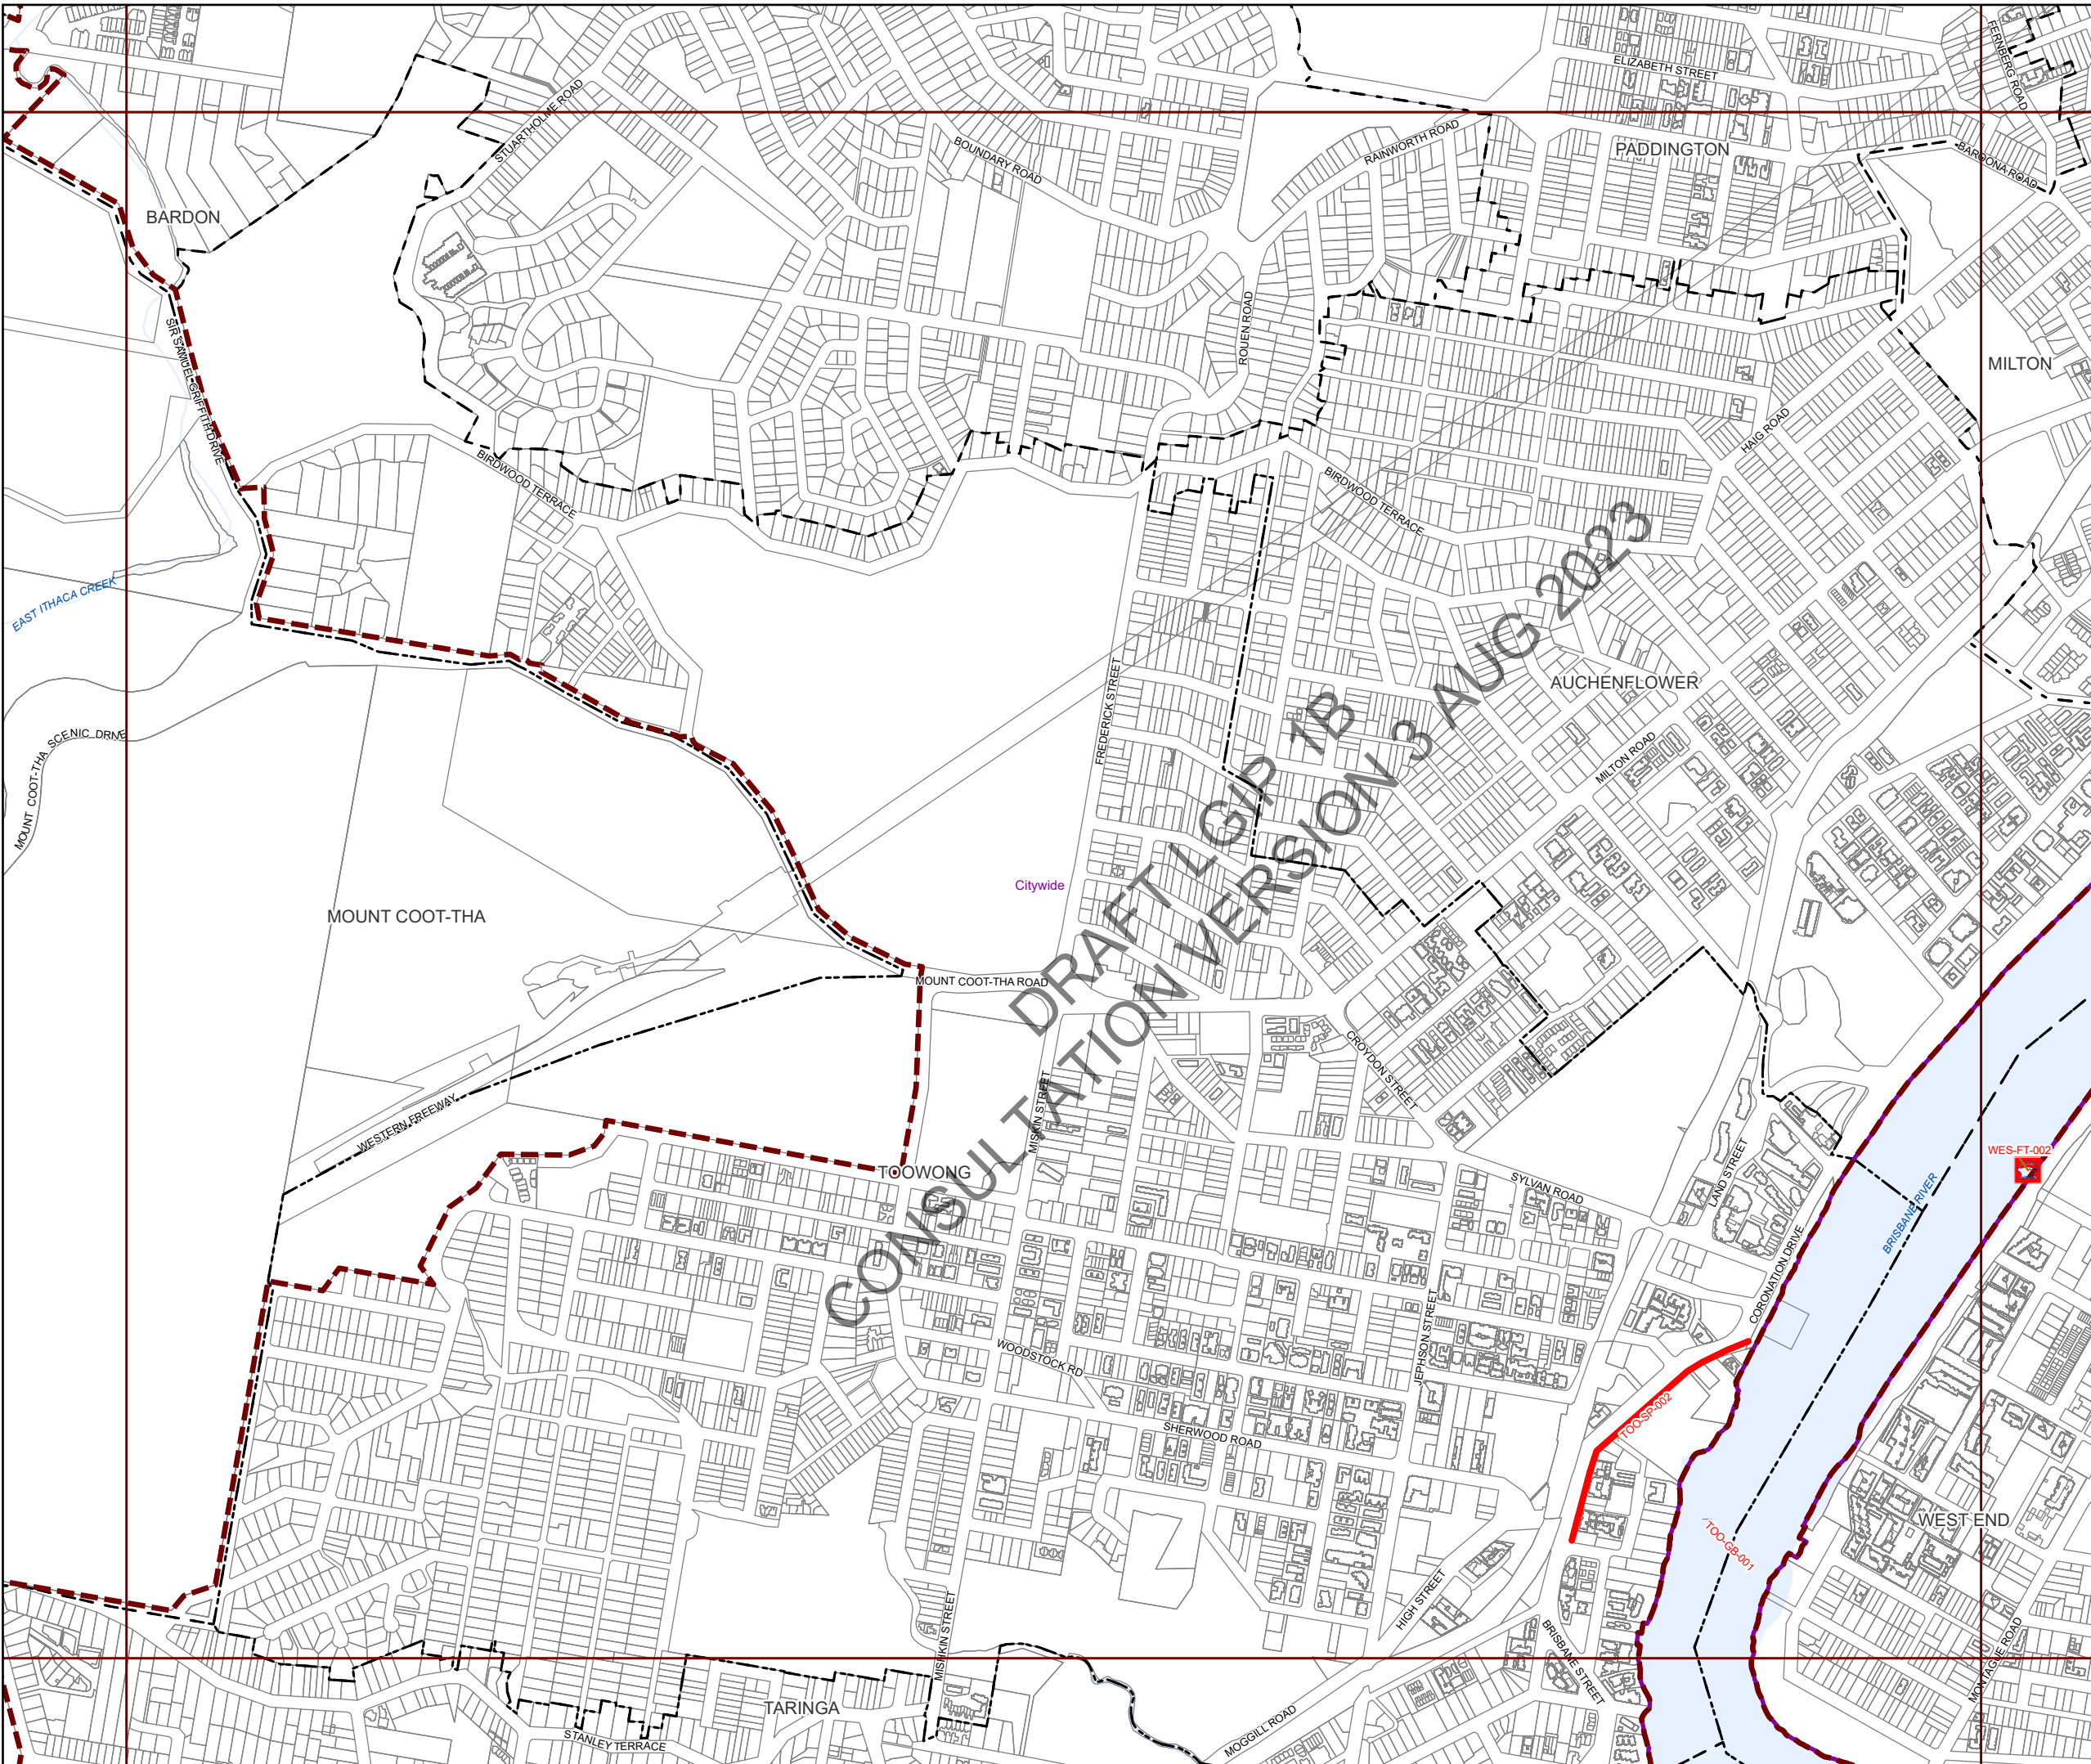 FERNBERG ROAD
ELIZABETH STREET
STUARTHOLME ROAD
BOUNDARY ROAD
RAINWORTH ROAD
PADDINGTON
BAROONA ROAD
BARDON
SIR SAMUEL GRIFFITH DRIVE
ROUEN ROAD
MILTON
HAIG ROAD
BIRDWOOD TERRACE
BIRDWOOD TERRACE
EAST ITHACA CREEK
FREDERICK STREET
AUCHENFLOWER
MOUNT COOT-THA SCENIC DRIVE
MILTON ROAD
Citywide
MOUNT COOT-THA
DRAFT LGIP 1B
CONSULTATION VERSION 3 AUG 2023
MOUNT COOT-THA ROAD
CROYDON STREET
MISKIN STREET
WESTERN FREEWAY
TOOWONG
SYLVAN ROAD
LAND STREET
WES-FT-002
BRISBANE RIVER
CORONATION DRIVE
WOODSTOCK RD
JEPHSON STREET
SHERWOOD ROAD
TOO-SP-002
WEST END
TOO-GB-001
HIGH STREET
MISKIN STREET
BRISBANE STREET
MONTAGUE ROAD
TARINGA
STANLEY TERRACE
MOGGILL ROAD